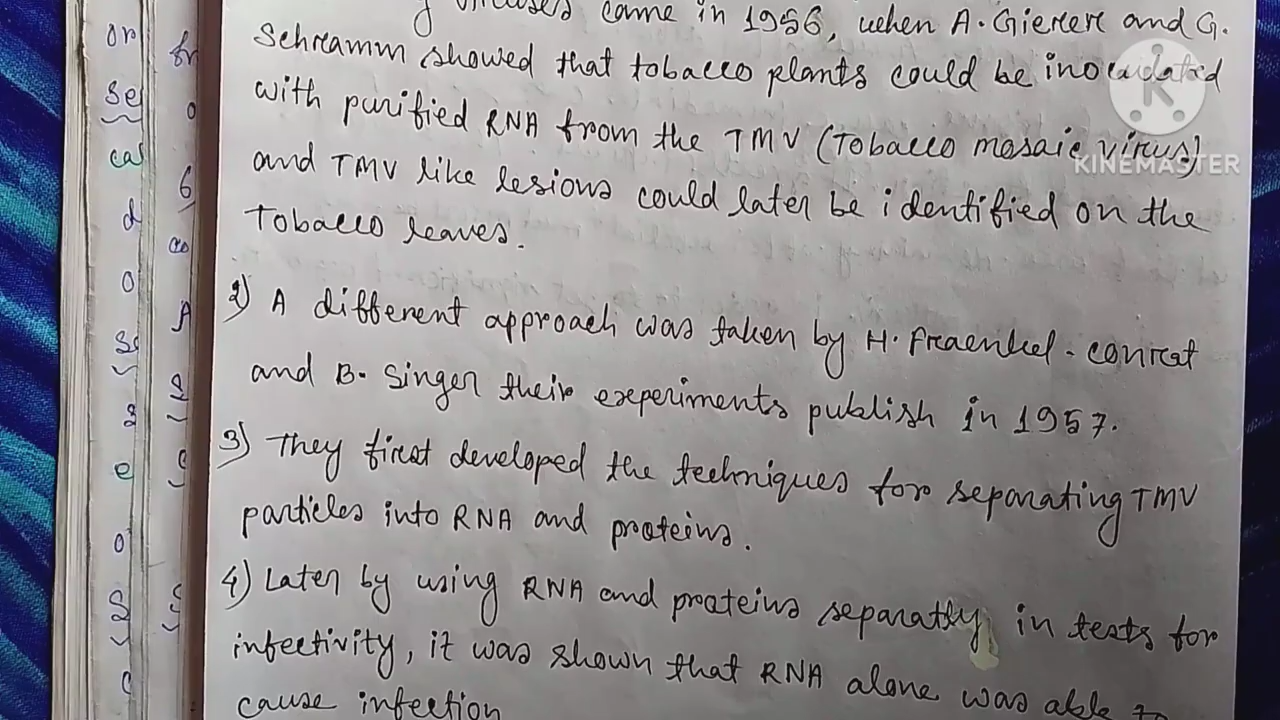 viruses came in 1956, when A. Gierer and G.
Schramm showed that tobacco plants could be inoculated
with purified RNA from the TMV (Tobacco mosaic virus)
and TMV like lesions could later be identified on the
Tobacco leaves.
2) A different approach was taken by H. Fraenkel-conrat
and B. Singer their experiments publish in 1957.
3) They first developed the techniques for separating TMV
particles into RNA and proteins.
4) Later by using RNA and proteins separatly in tests for
infectivity, it was shown that RNA alone was able to
cause infection
KINEMASTER